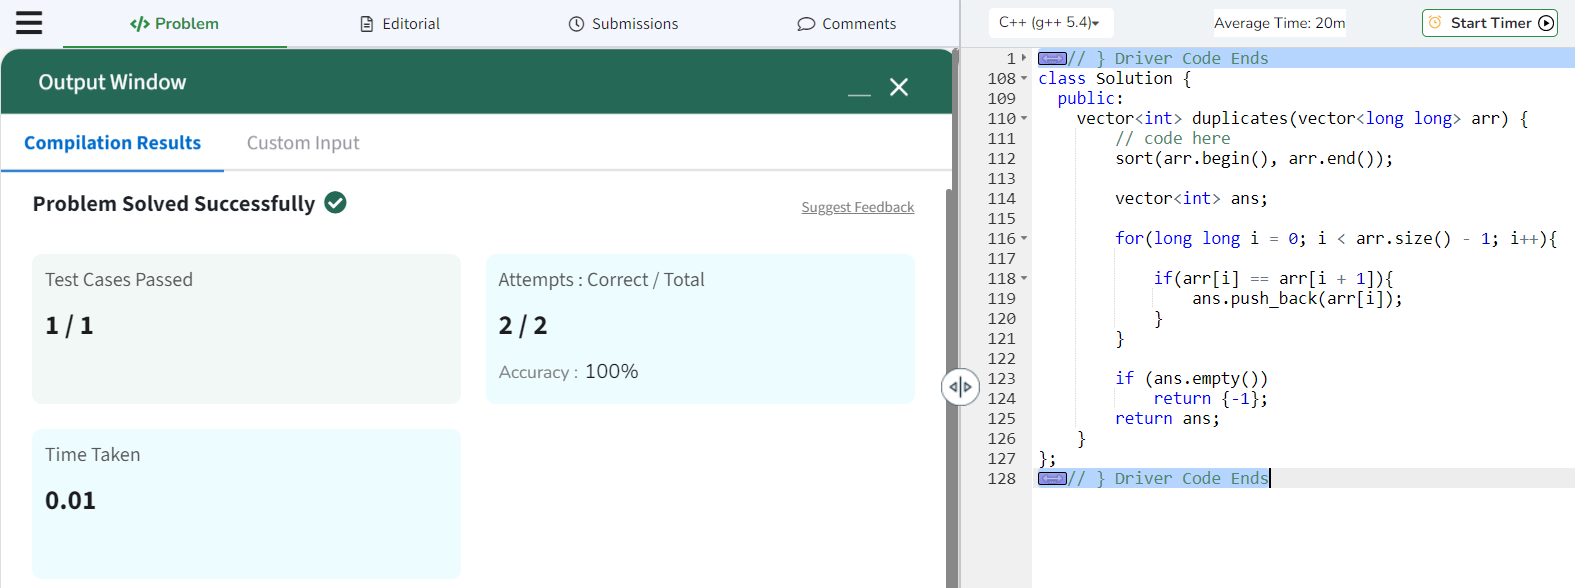 </> Problem
Editorial
Submissions
Comments
C++ (g++ 5.4)
Average Time: 20m
Start Timer
Output Window
Compilation Results
Custom Input
Problem Solved Successfully
Suggest Feedback
Test Cases Passed
1 / 1
Attempts : Correct / Total
2 / 2
Accuracy : 100%
Time Taken
0.01
1 // } Driver Code Ends
108 class Solution {
109 public:
110 vector<int> duplicates(vector<long long> arr) {
111 // code here
112 sort(arr.begin(), arr.end());
113
114 vector<int> ans;
115
116 for(long long i = 0; i < arr.size() - 1; i++){
117
118 if(arr[i] == arr[i + 1]){
119 ans.push_back(arr[i]);
120 }
121 }
122
123 if (ans.empty())
124 return {-1};
125 return ans;
126 }
127 };
128 // } Driver Code Ends